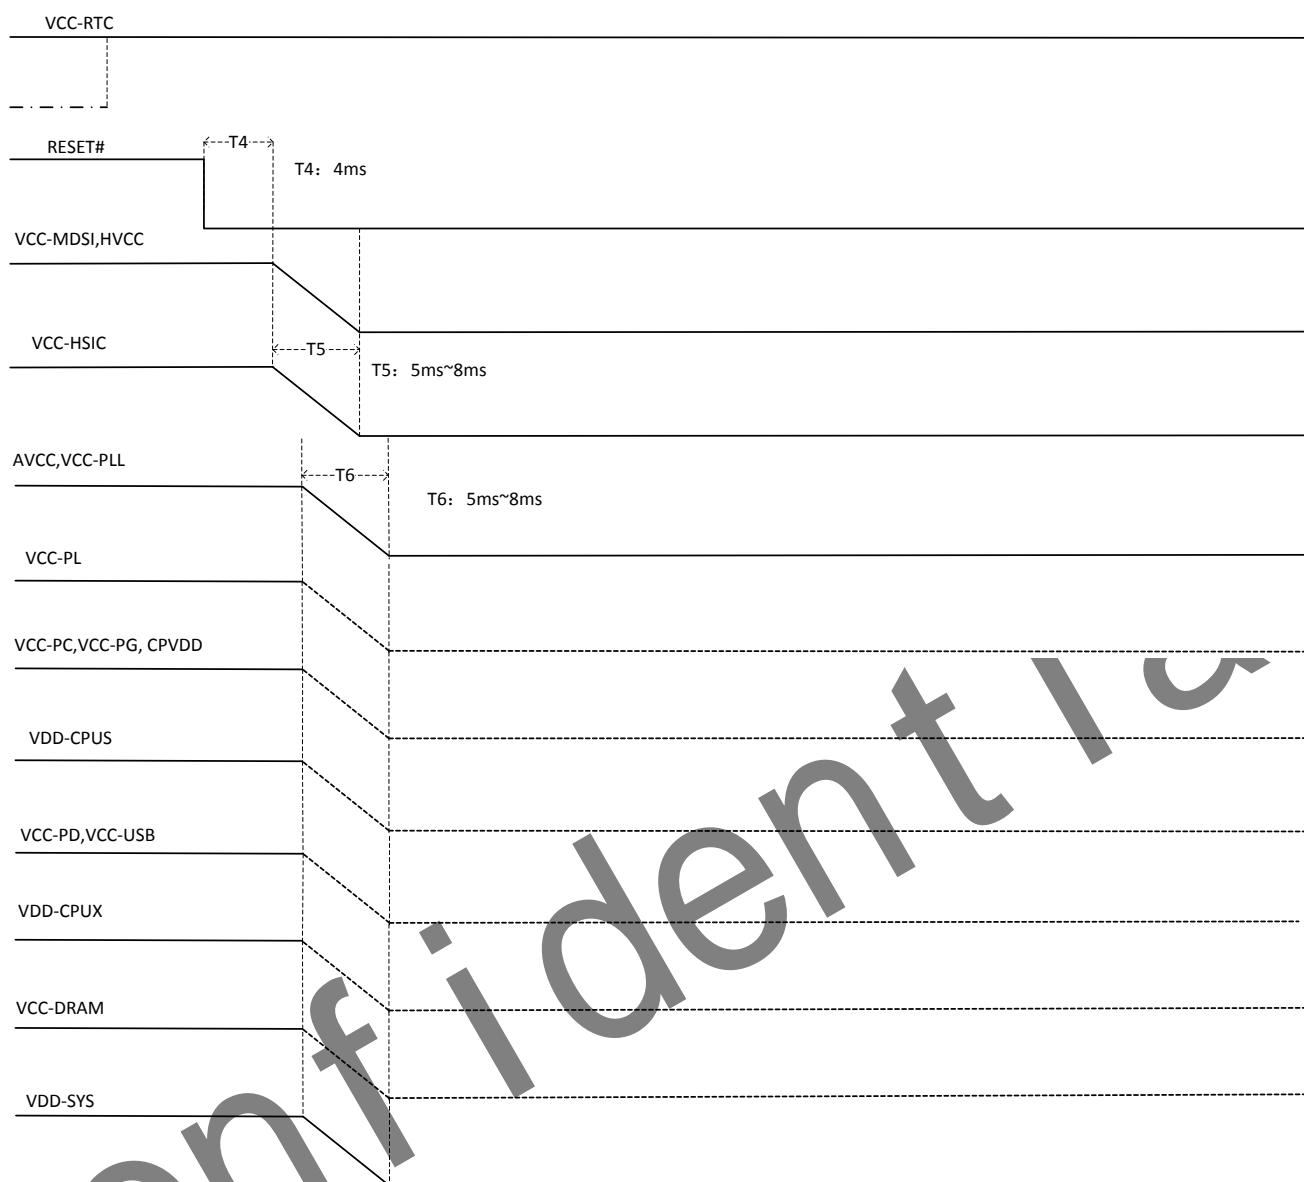 VCC-RTC
RESET#
T4
T4：4ms
VCC-MDSI,HVCC
VCC-HSIC
T5
T5：5ms~8ms
AVCC,VCC-PLL
T6
T6：5ms~8ms
VCC-PL
VCC-PC,VCC-PG, CPVDD
VDD-CPUS
VCC-PD,VCC-USB
VDD-CPUX
VCC-DRAM
VDD-SYS
nfidentia